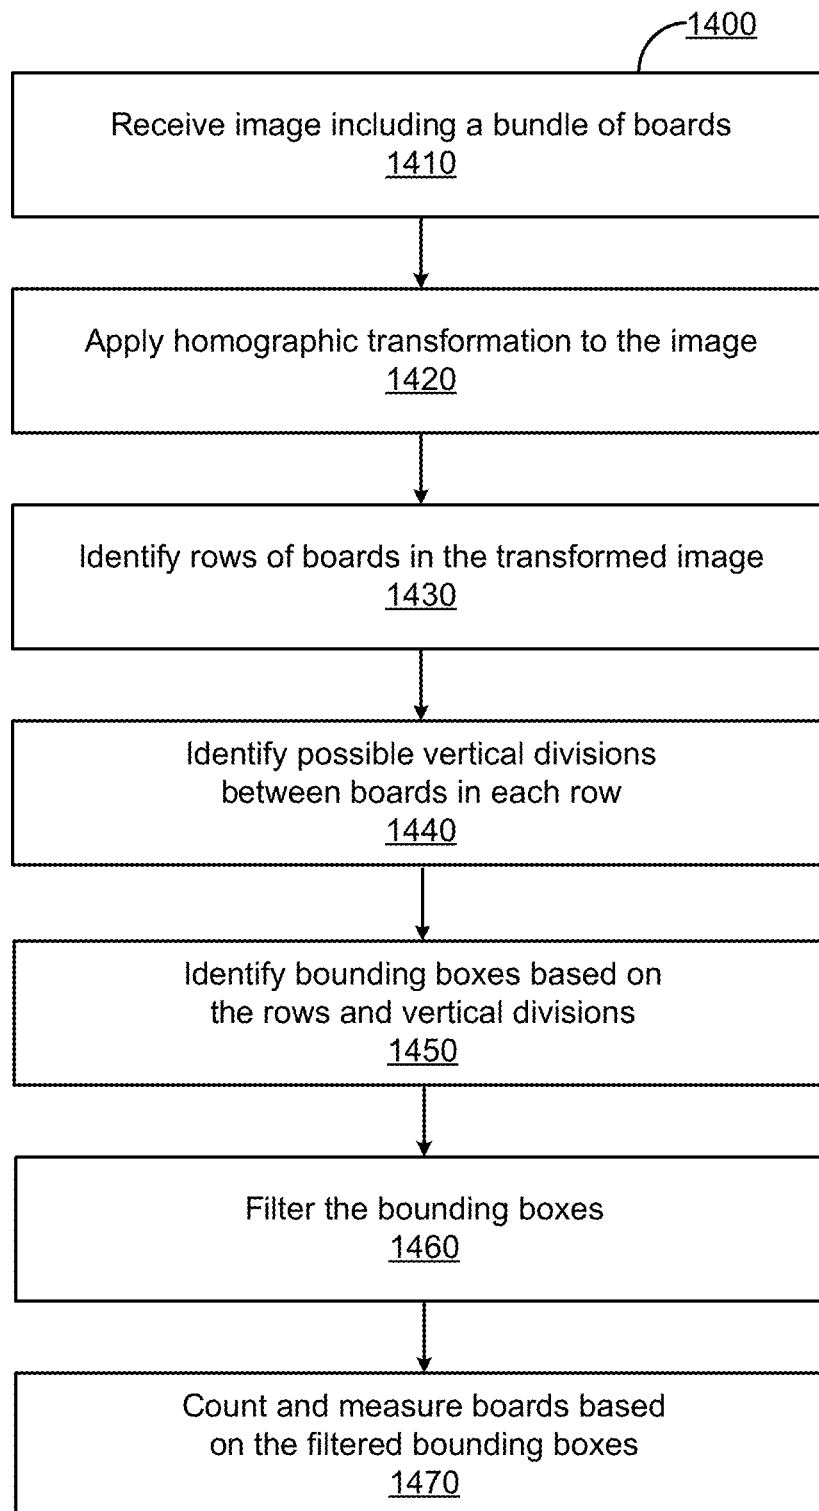 1400
Receive image including a bundle of boards
1410
Apply homographic transformation to the image
1420
Identify rows of boards in the transformed image
1430
Identify possible vertical divisions
between boards in each row
1440
Identify bounding boxes based on
the rows and vertical divisions
1450
Filter the bounding boxes
1460
Count and measure boards based
on the filtered bounding boxes
1470